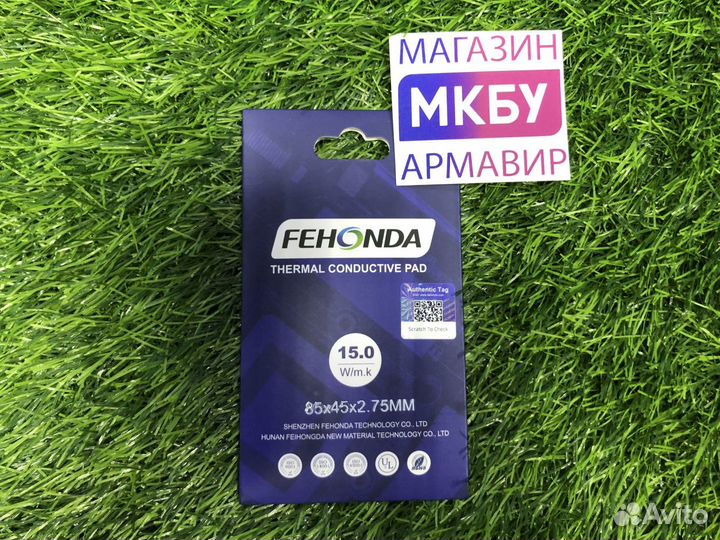 МАГАЗИН
МКБУ
АРМАВИР
FEHONDA
THERMAL CONDUCTIVE PAD
Authentic Tag
Scratch To Check
15.0
W/m.k
85x45x2.75MM
SHENZHEN FEHONDA TECHNOLOGY CO., LTD
HUNAN FEIHONGDA NEW MATERIAL TECHNOLOGY CO., LTD
UL
Avito